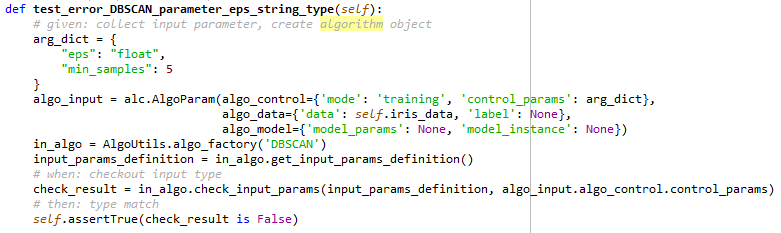 def test_error_DBSCAN_parameter_eps_string_type(self):
    # given: collect input parameter, create algorithm object
    arg_dict = {
        "eps": "float",
        "min_samples": 5
    }
    algo_input = alc.AlgoParam(algo_control={'mode': 'training', 'control_params': arg_dict},
                               algo_data={'data': self.iris_data, 'label': None},
                               algo_model={'model_params': None, 'model_instance': None})
    in_algo = AlgoUtils.algo_factory('DBSCAN')
    input_params_definition = in_algo.get_input_params_definition()
    # when: checkout input type
    check_result = in_algo.check_input_params(input_params_definition, algo_input.algo_control.control_params)
    # then: type match
    self.assertTrue(check_result is False)